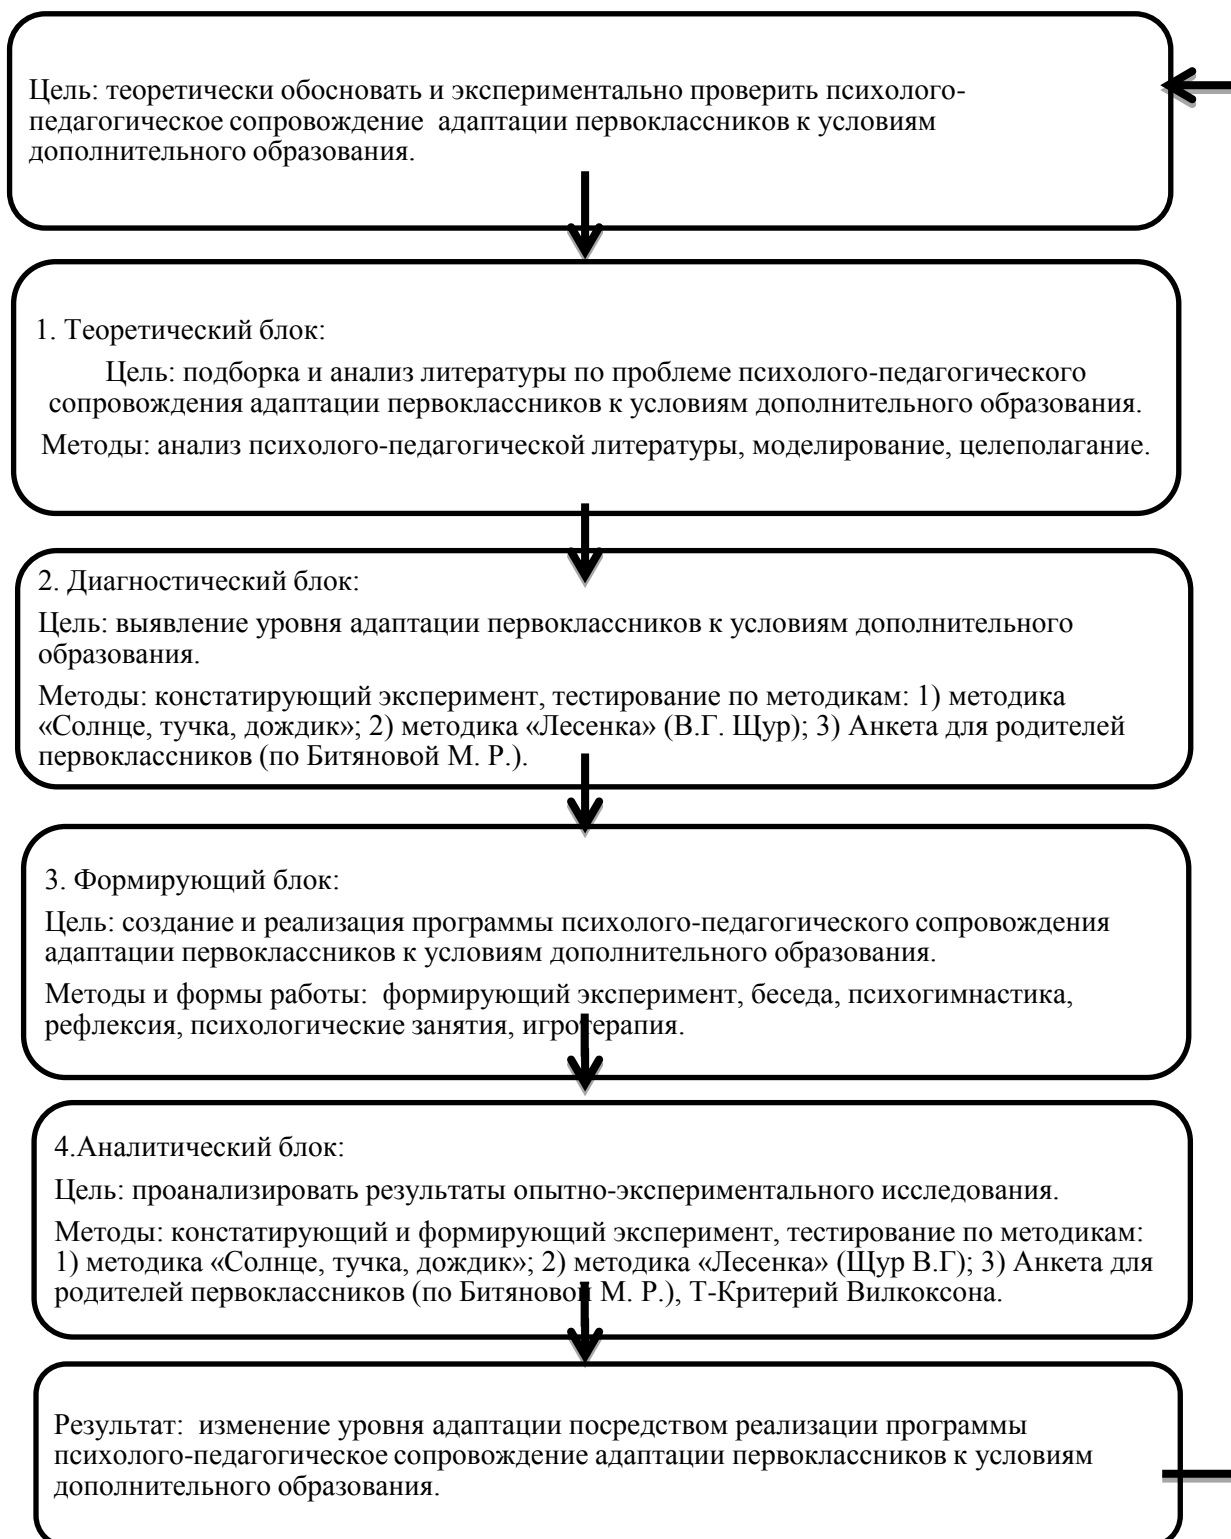 Цель: теоретически обосновать и экспериментально проверить психолого-
педагогическое сопровождение адаптации первоклассников к условиям
дополнительного образования.
1. Теоретический блок:
Цель: подборка и анализ литературы по проблеме психолого-педагогического
сопровождения адаптации первоклассников к условиям дополнительного образования.
Методы: анализ психолого-педагогической литературы, моделирование, целеполагание.
2. Диагностический блок:
Цель: выявление уровня адаптации первоклассников к условиям дополнительного
образования.
Методы: констатирующий эксперимент, тестирование по методикам: 1) методика
«Солнце, тучка, дождик»; 2) методика «Лесенка» (В.Г. Щур); 3) Анкета для родителей
первоклассников (по Битяновой М. Р.).
3. Формирующий блок:
Цель: создание и реализация программы психолого-педагогического сопровождения
адаптации первоклассников к условиям дополнительного образования.
Методы и формы работы: формирующий эксперимент, беседа, психогимнастика,
рефлексия, психологические занятия, игротерапия.
4.Аналитический блок:
Цель: проанализировать результаты опытно-экспериментального исследования.
Методы: констатирующий и формирующий эксперимент, тестирование по методикам:
1) методика «Солнце, тучка, дождик»; 2) методика «Лесенка» (Щур В.Г); 3) Анкета для
родителей первоклассников (по Битяновой М. Р.), Т-Критерий Вилкоксона.
Результат: изменение уровня адаптации посредством реализации программы
психолого-педагогическое сопровождение адаптации первоклассников к условиям
дополнительного образования.